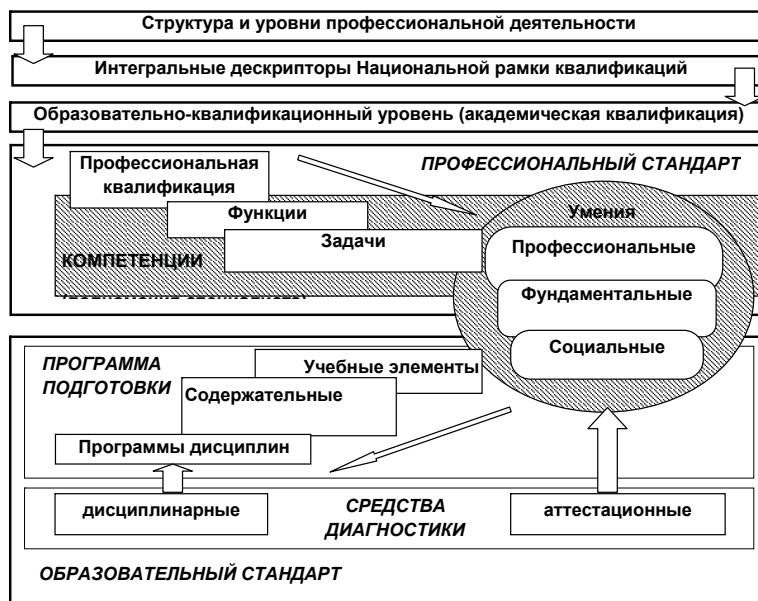 Структура и уровни профессиональной деятельности
Интегральные дескрипторы Национальной рамки квалификаций
Образовательно-квалификационный уровень (академическая квалификация)
Профессиональная
квалификация
ПРОФЕССИОНАЛЬНЫЙ СТАНДАРТ
Функции
Умения
Задачи
Профессиональные
КОМПЕТЕНЦИИ
Фундаментальные
Социальные
ПРОГРАММА
ПОДГОТОВКИ
Учебные элементы
Содержательные
Программы дисциплин
дисциплинарные
СРЕДСТВА
ДИАГНОСТИКИ
аттестационные
ОБРАЗОВАТЕЛЬНЫЙ СТАНДАРТ